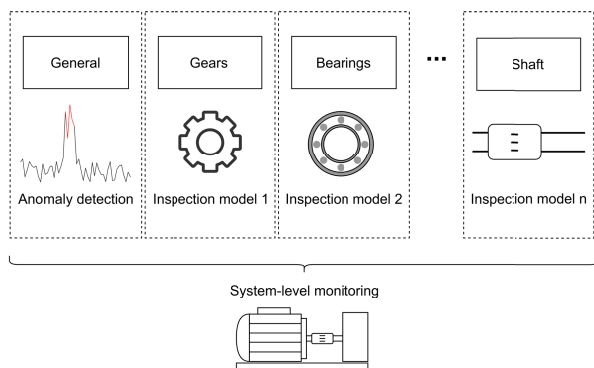 General
Gears
Bearings
...
Shaft
Anomaly detection
Inspection model 1
Inspection model 2
Inspection model n
System-level monitoring